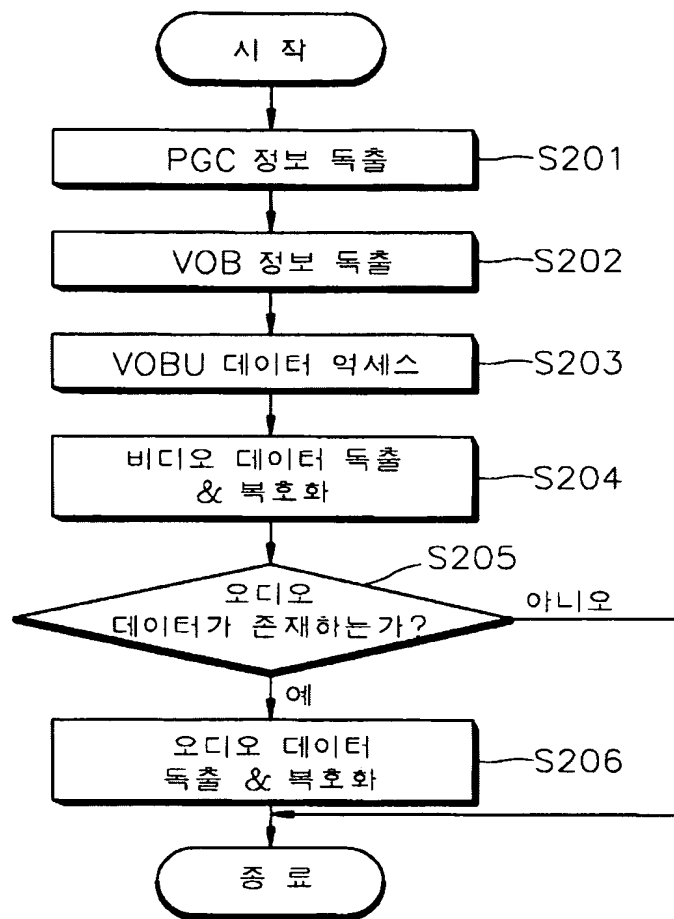 시 작
PGC 정보 독출
S201
VOB 정보 독출
S202
VOBU 데이터 억세스
S203
비디오 데이터 독출
& 복호화
S204
S205
오디오
데이터가 존재하는가?
아니오
예
오디오 데이터
독출 & 복호화
S206
종 료